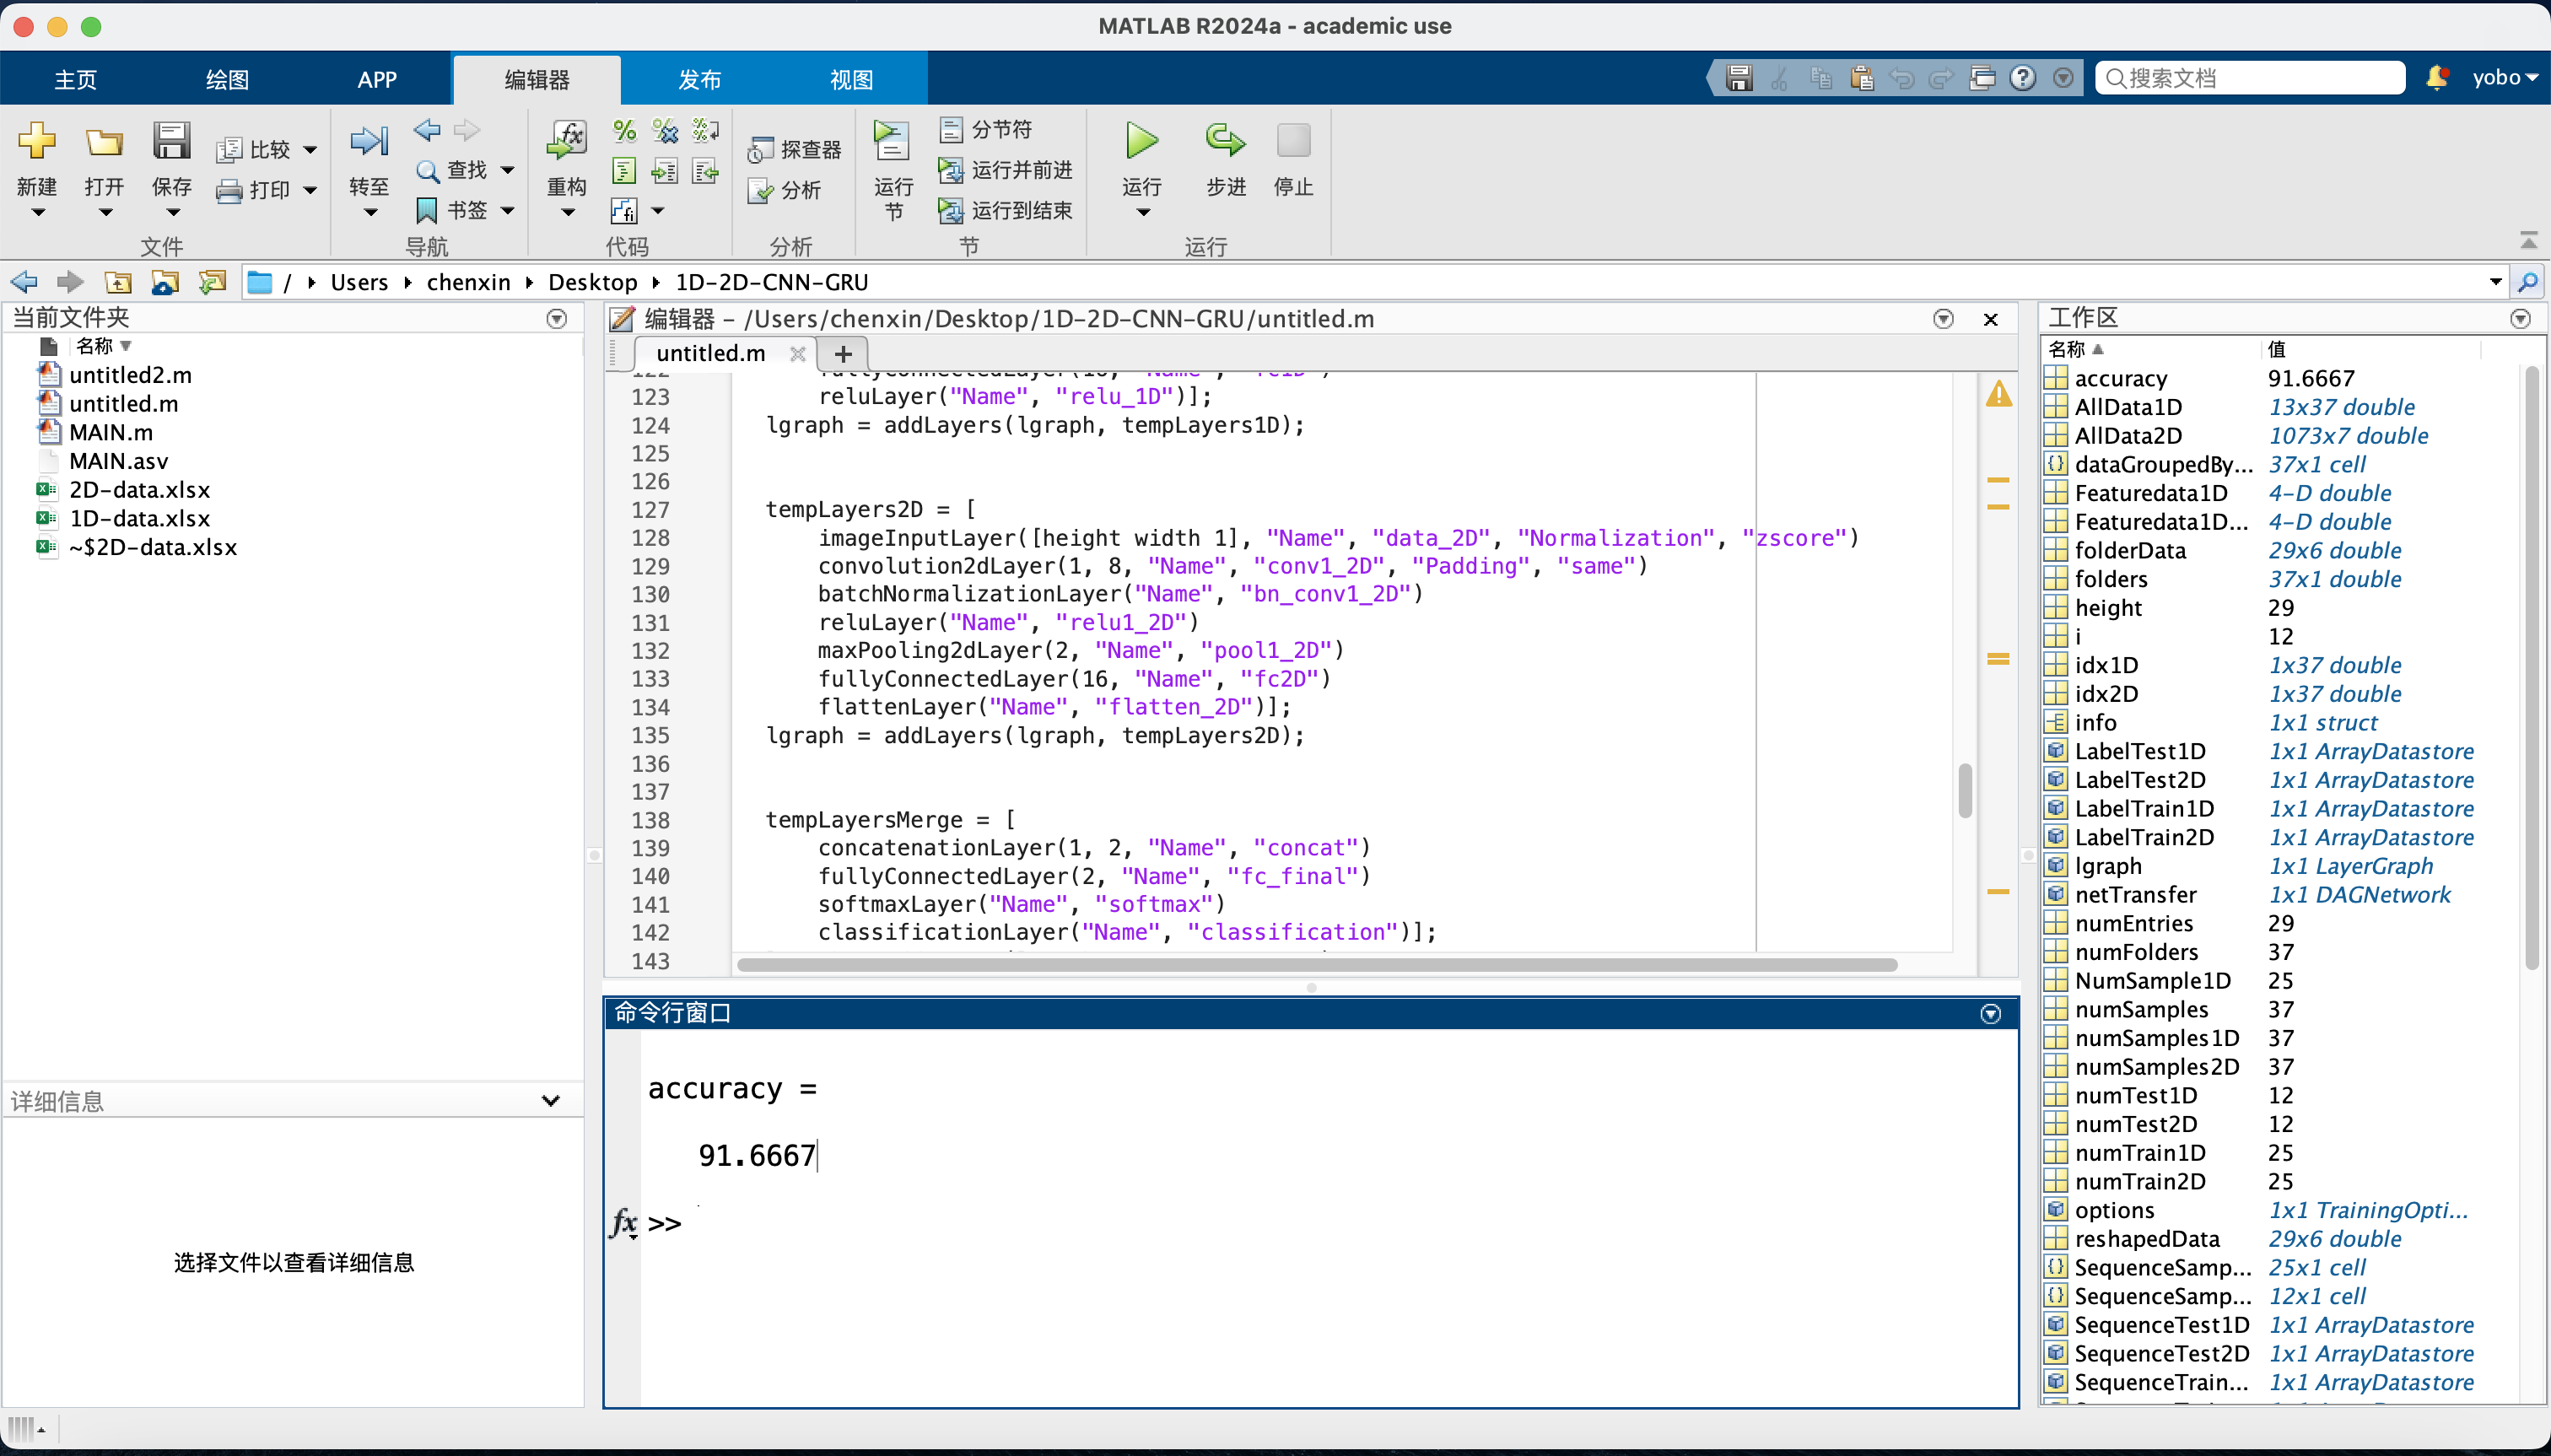 MATLAB R2024a - academic use
主页 绘图 APP 编辑器 发布 视图 搜索文档 yobo
新建 打开 保存 比较 打印 文件
转至 查找 书签 导航
重构 代码
探查器 分析 分析
运行节 分节符 运行并前进 运行到结束 节
运行 步进 停止 运行
/ Users chenxin Desktop 1D-2D-CNN-GRU
当前文件夹
名称
untitled2.m
untitled.m
MAIN.m
MAIN.asv
2D-data.xlsx
1D-data.xlsx
~$2D-data.xlsx
详细信息
选择文件以查看详细信息
编辑器 - /Users/chenxin/Desktop/1D-2D-CNN-GRU/untitled.m
untitled.m
123 reluLayer("Name", "relu_1D")];
124 lgraph = addLayers(lgraph, tempLayers1D);
125
126
127 tempLayers2D = [
128 imageInputLayer([height width 1], "Name", "data_2D", "Normalization", "zscore")
129 convolution2dLayer(1, 8, "Name", "conv1_2D", "Padding", "same")
130 batchNormalizationLayer("Name", "bn_conv1_2D")
131 reluLayer("Name", "relu1_2D")
132 maxPooling2dLayer(2, "Name", "pool1_2D")
133 fullyConnectedLayer(16, "Name", "fc2D")
134 flattenLayer("Name", "flatten_2D")];
135 lgraph = addLayers(lgraph, tempLayers2D);
136
137
138 tempLayersMerge = [
139 concatenationLayer(1, 2, "Name", "concat")
140 fullyConnectedLayer(2, "Name", "fc_final")
141 softmaxLayer("Name", "softmax")
142 classificationLayer("Name", "classification")];
143
命令行窗口
accuracy =
91.6667
fx >>
工作区
名称 值
accuracy 91.6667
AllData1D 13x37 double
AllData2D 1073x7 double
dataGroupedBy... 37x1 cell
Featuredata1D 4-D double
Featuredata1D... 4-D double
folderData 29x6 double
folders 37x1 double
height 29
i 12
idx1D 1x37 double
idx2D 1x37 double
info 1x1 struct
LabelTest1D 1x1 ArrayDatastore
LabelTest2D 1x1 ArrayDatastore
LabelTrain1D 1x1 ArrayDatastore
LabelTrain2D 1x1 ArrayDatastore
lgraph 1x1 LayerGraph
netTransfer 1x1 DAGNetwork
numEntries 29
numFolders 37
NumSample1D 25
numSamples 37
numSamples1D 37
numSamples2D 37
numTest1D 12
numTest2D 12
numTrain1D 25
numTrain2D 25
options 1x1 TrainingOpti...
reshapedData 29x6 double
SequenceSamp... 25x1 cell
SequenceSamp... 12x1 cell
SequenceTest1D 1x1 ArrayDatastore
SequenceTest2D 1x1 ArrayDatastore
SequenceTrain... 1x1 ArrayDatastore